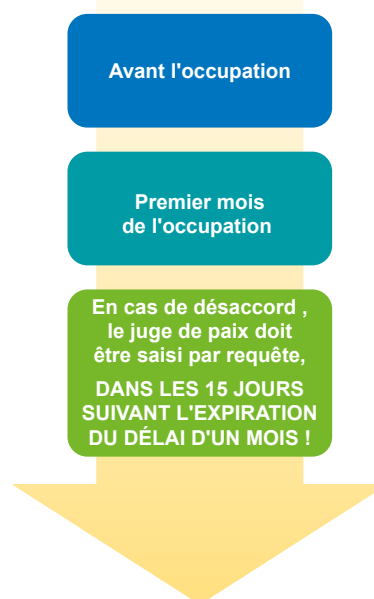 Avant l'occupation
Premier mois
de l'occupation
En cas de désaccord ,
le juge de paix doit
être saisi par requête,
DANS LES 15 JOURS
SUIVANT L'EXPIRATION
DU DÉLAI D'UN MOIS !